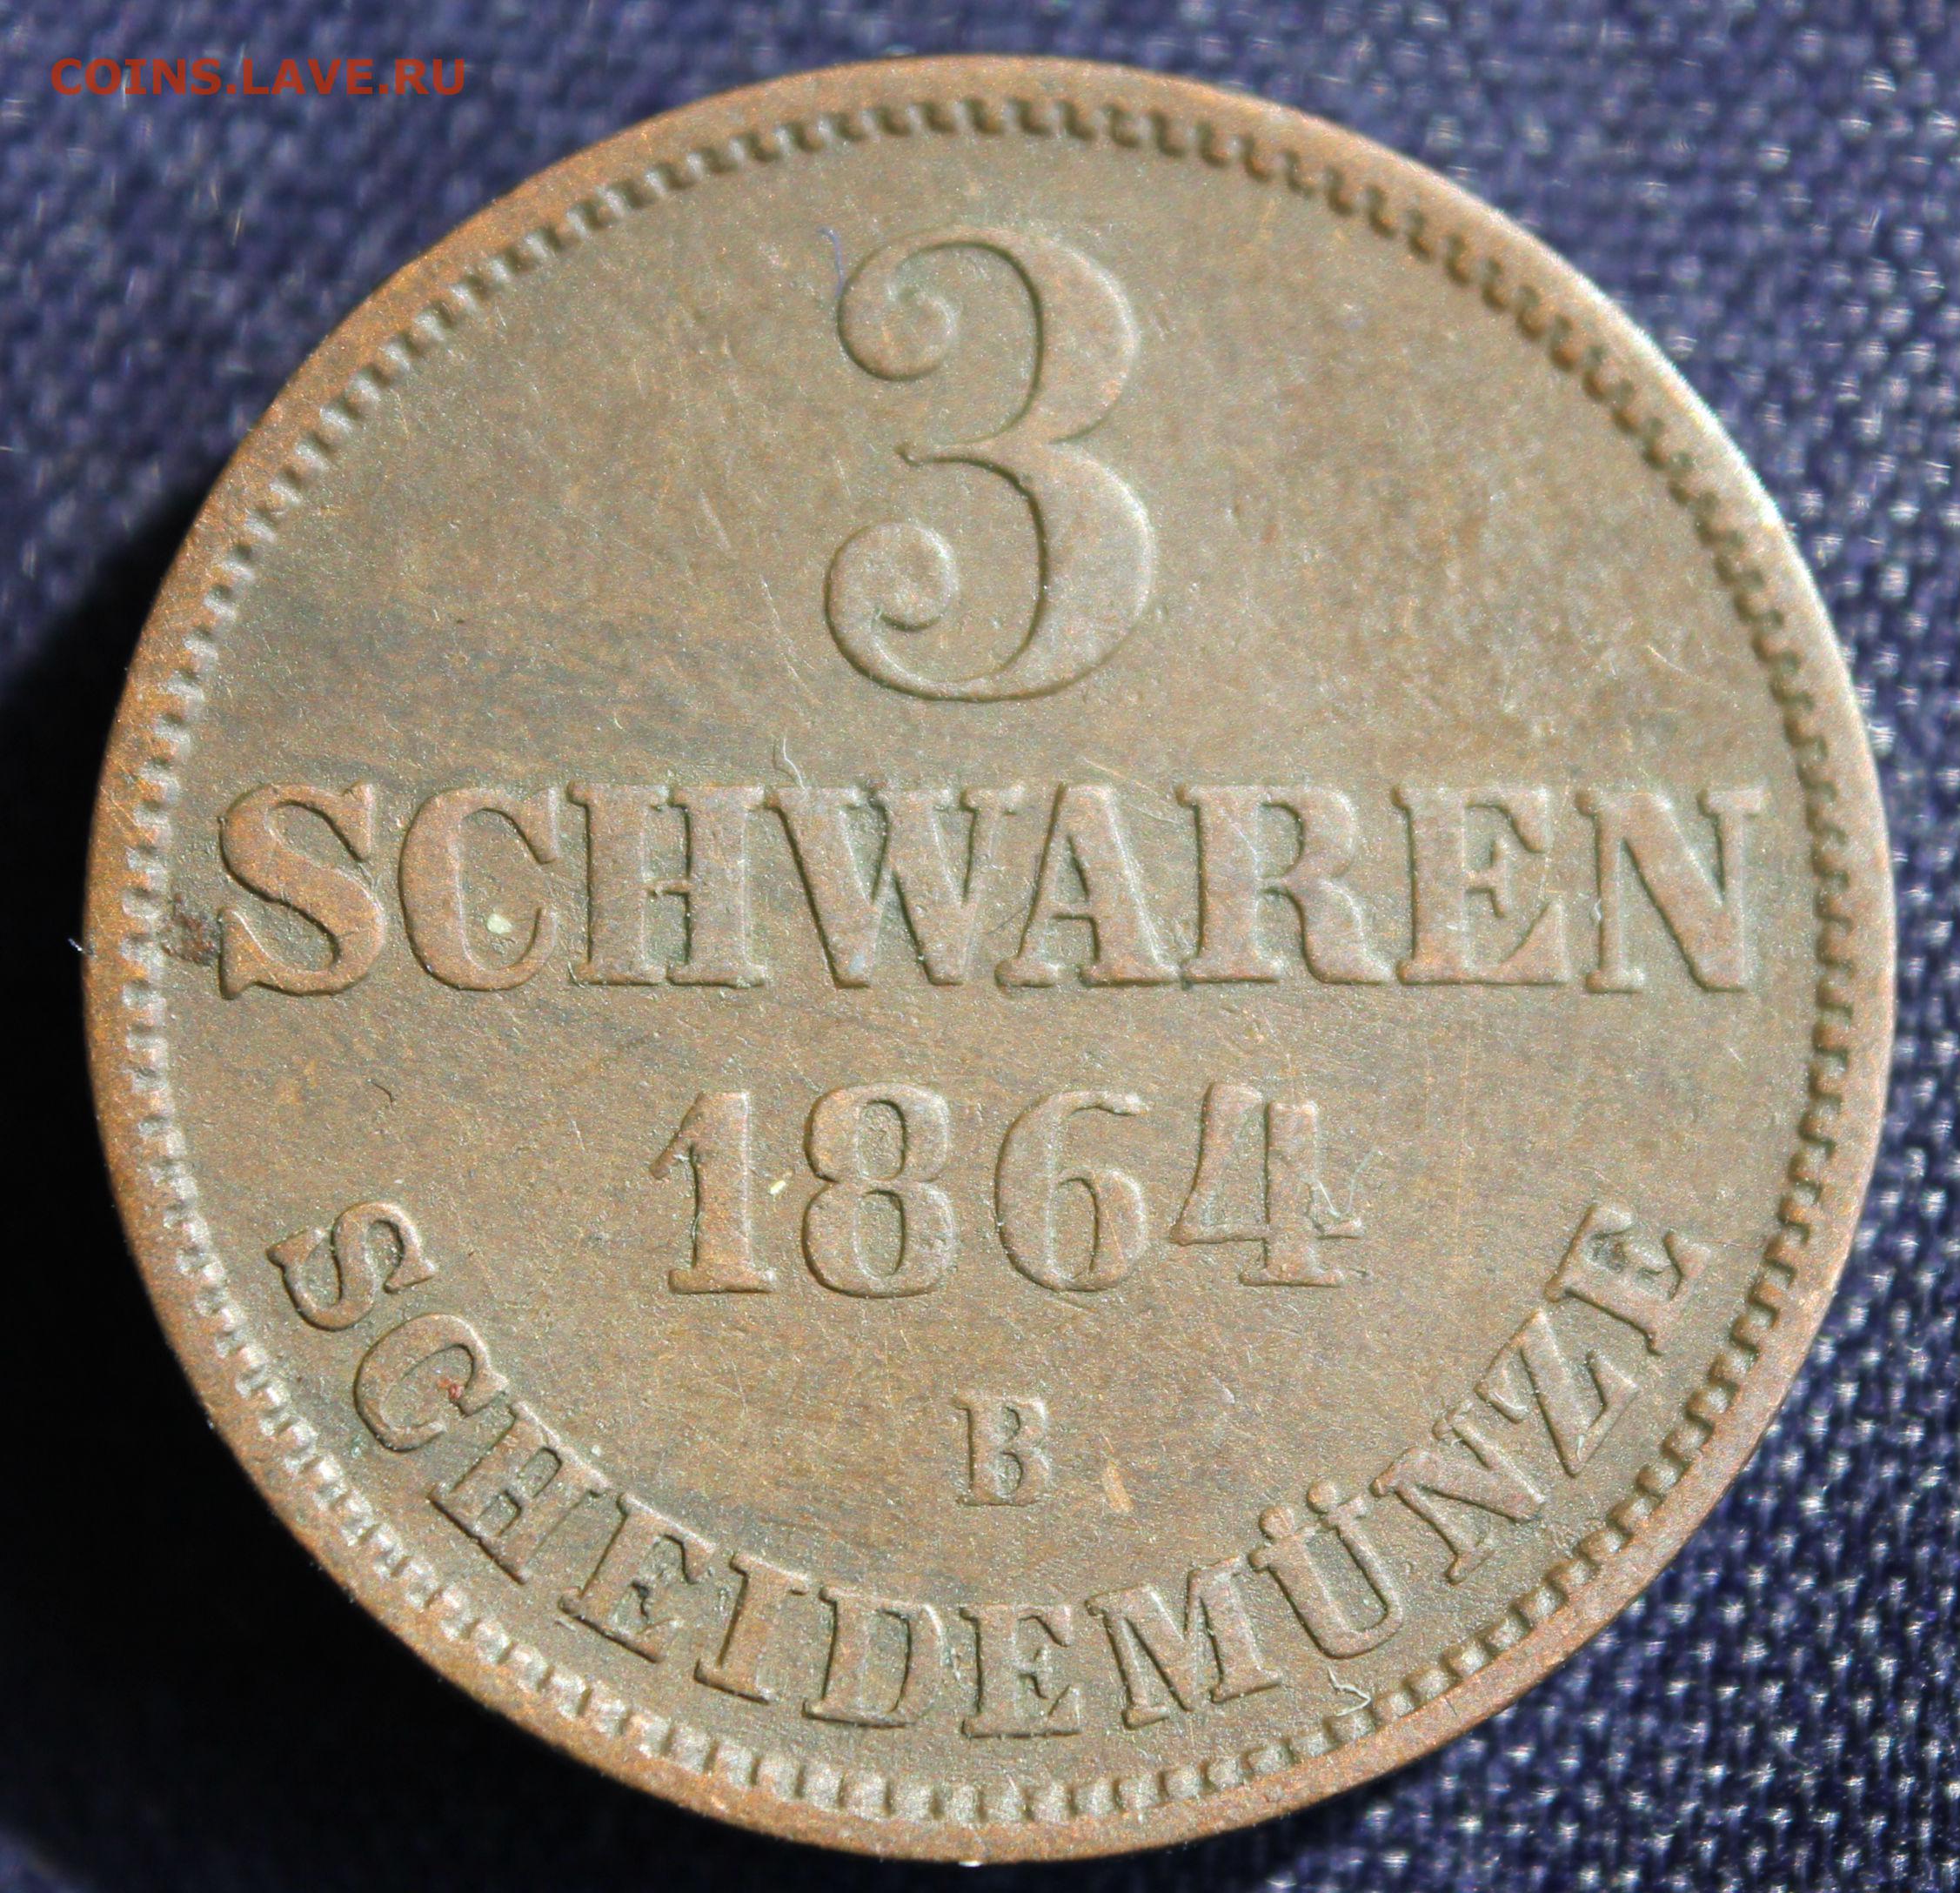 COINS.LAVE.RU
3
SCHWAREN
1864
B
SCHEIDEMÜNZE